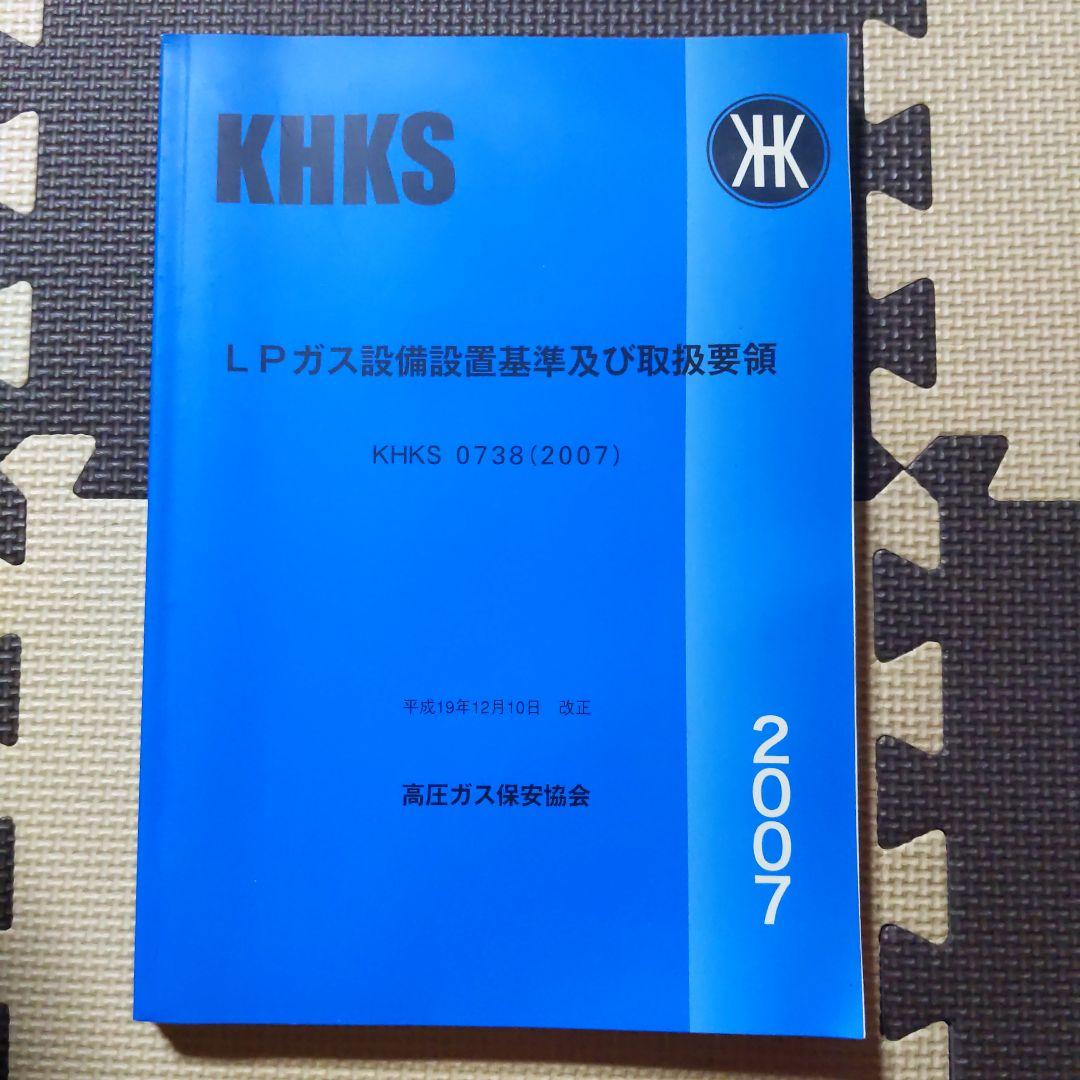 KHKS
KHK
LPガス設備設置基準及び取扱要領
KHKS 0738(2007)
平成19年12月10日 改正
高圧ガス保安協会
2007